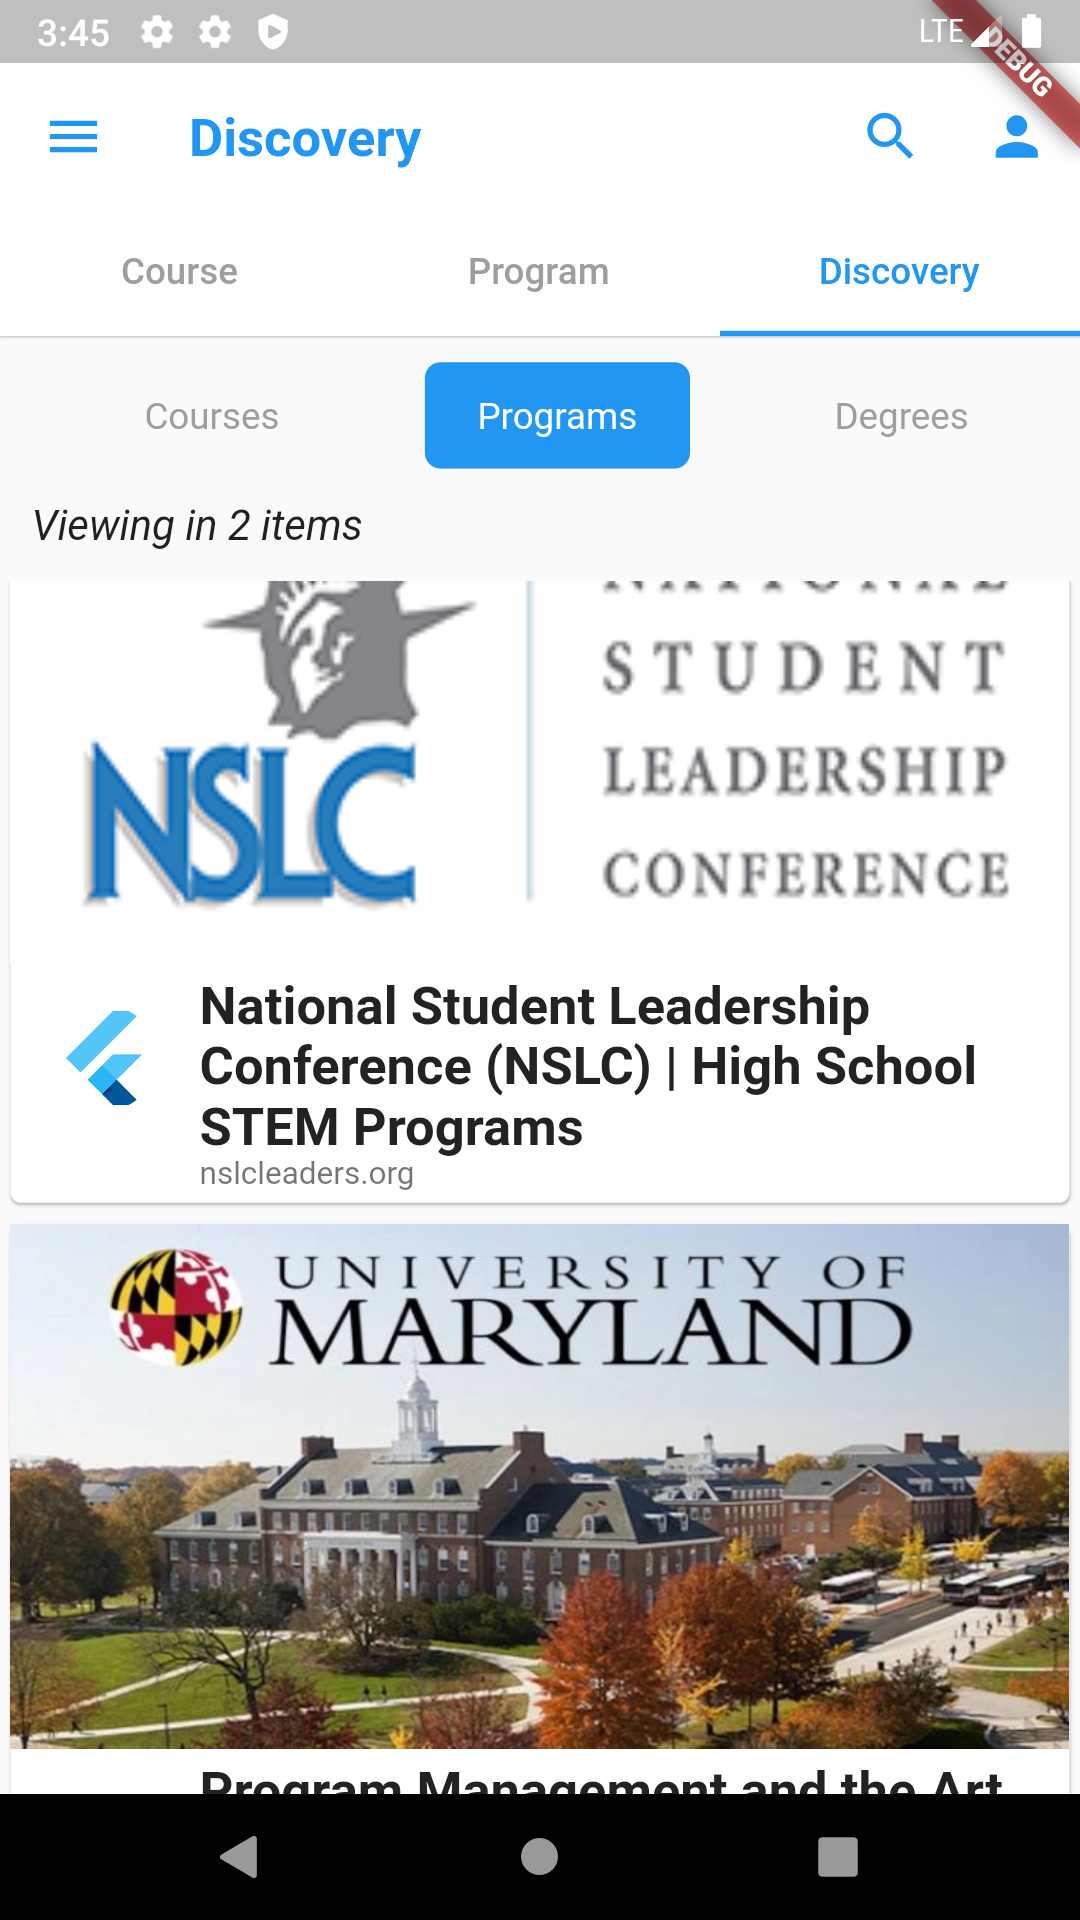 3:45
LTE
DEBUG
Discovery
Course
Program
Discovery
Courses
Programs
Degrees
Viewing in 2 items
NATIONAL
STUDENT
LEADERSHIP
CONFERENCE
NSLC
National Student Leadership
Conference (NSLC) | High School
STEM Programs
nslcleaders.org
UNIVERSITY OF
MARYLAND
Program Management and the Art